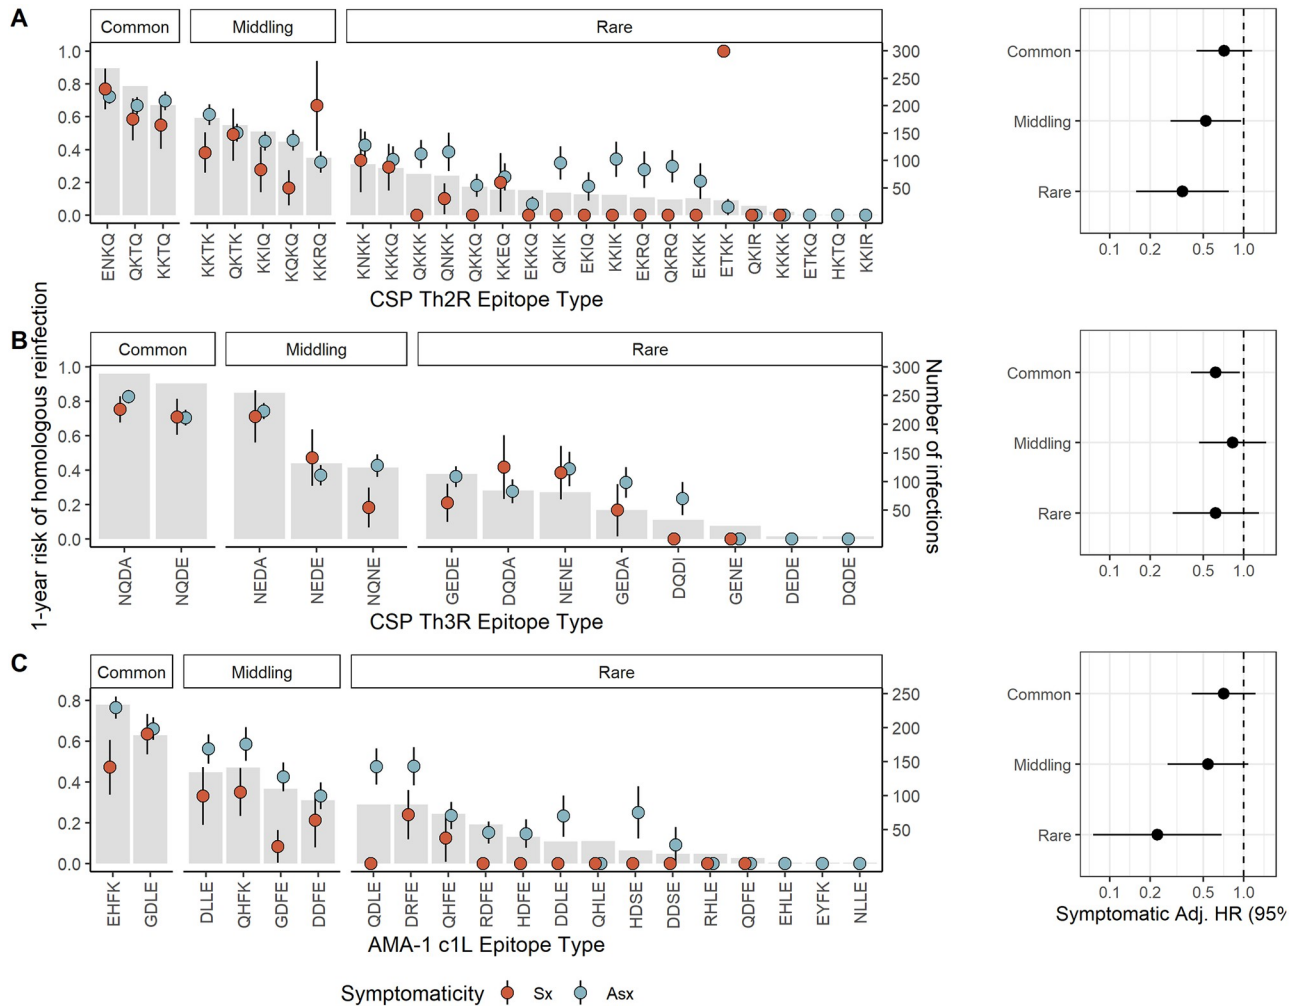 A
Common
Middling
Rare
1.0
0.8
0.6
0.4
0.2
0.0
300
250
200
150
100
50
ENKQ
QKTQ
KKTQ
KKTK
QKTK
KKIQ
KQKQ
KKRQ
KNKK
KKKQ
QKKK
QNKK
QKKQ
KKEQ
EKKQ
QKIK
EKIQ
KKIK
EKRQ
QKRQ
EKKK
ETKK
QKIR
KKKK
ETKQ
HKTQ
KKIR
CSP Th2R Epitope Type
Common
Middling
Rare
0.1 0.2 0.5 1.0
1-year risk of homologous reinfection
B
Common
Middling
Rare
1.0
0.8
0.6
0.4
0.2
0.0
300
250
200
150
100
50
Number of infections
NQDA
NQDE
NEDA
NEDE
NQNE
GEDE
DQDA
NENE
GEDA
DQDI
GENE
DEDE
DQDE
CSP Th3R Epitope Type
Common
Middling
Rare
0.1 0.2 0.5 1.0
C
Common
Middling
Rare
0.8
0.6
0.4
0.2
0.0
250
200
150
100
50
EHFK
GDLE
DLLE
QHFK
GDFE
DDFE
QDLE
DRFE
QHFE
RDFE
HDFE
DDLE
QHLE
HDSE
DDSE
RHLE
QDFE
EHLE
EYFK
NLLE
AMA-1 c1L Epitope Type
Common
Middling
Rare
0.1 0.2 0.5 1.0
Symptomatic Adj. HR (95%
Symptomaticity Sx Asx